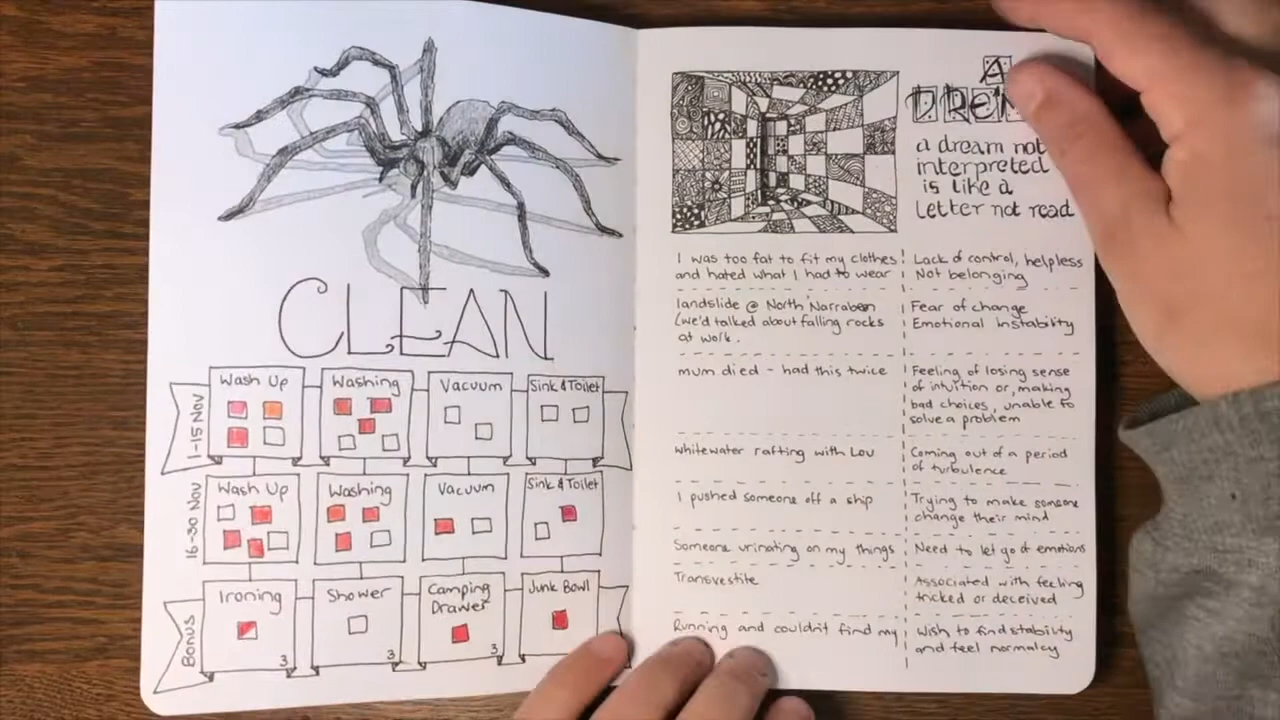 CLEAN
1-15 Nov
Wash Up
Washing
Vacuum
Sink & Toilet
16-30 Nov
Wash Up
Washing
Vacuum
Sink & Toilet
Bonus
Ironing
3
Shower
3
Camping
Drawer
3
Junk Bowl
A
a dream not
interpreted
is like a
letter not read
I was too fat to fit my clothes
and hated what I had to wear
Lack of control, helpless
Not belonging
landslide @ North Narrabeen
(we'd talked about falling rocks
at work.
Fear of change
Emotional Instability
mum died - had this twice
Feeling of losing sense
of intuition or, making
bad choices, unable to
solve a problem
whitewater rafting with Lou
Coming out of a period
of turbulence
I pushed someone off a ship
Trying to make someone
change their mind
Someone urinating on my things
Need to let go of emotions
Transvestite
Associated with feeling
tricked or deceived
Running and couldn't find my
Wish to find stability
and feel normalcy